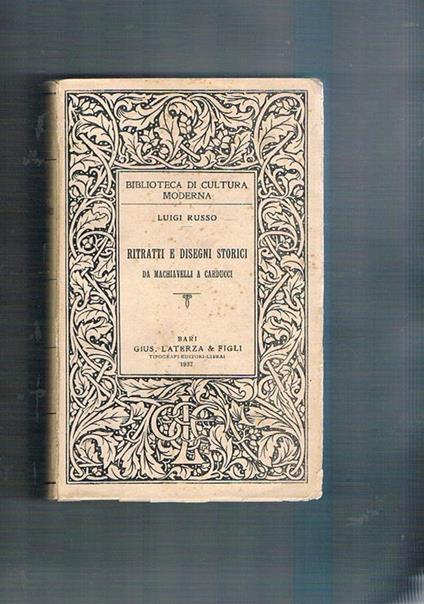 BIBLIOTECA DI CULTURA
MODERNA
LUIGI RUSSO
RITRATTI E DISEGNI STORICI
DA MACHIAVELLI A CARDUCCI
BARI
GIUS. LATERZA & FIGLI
TIPOGRAFI-EDITORI-LIBRAI
1937